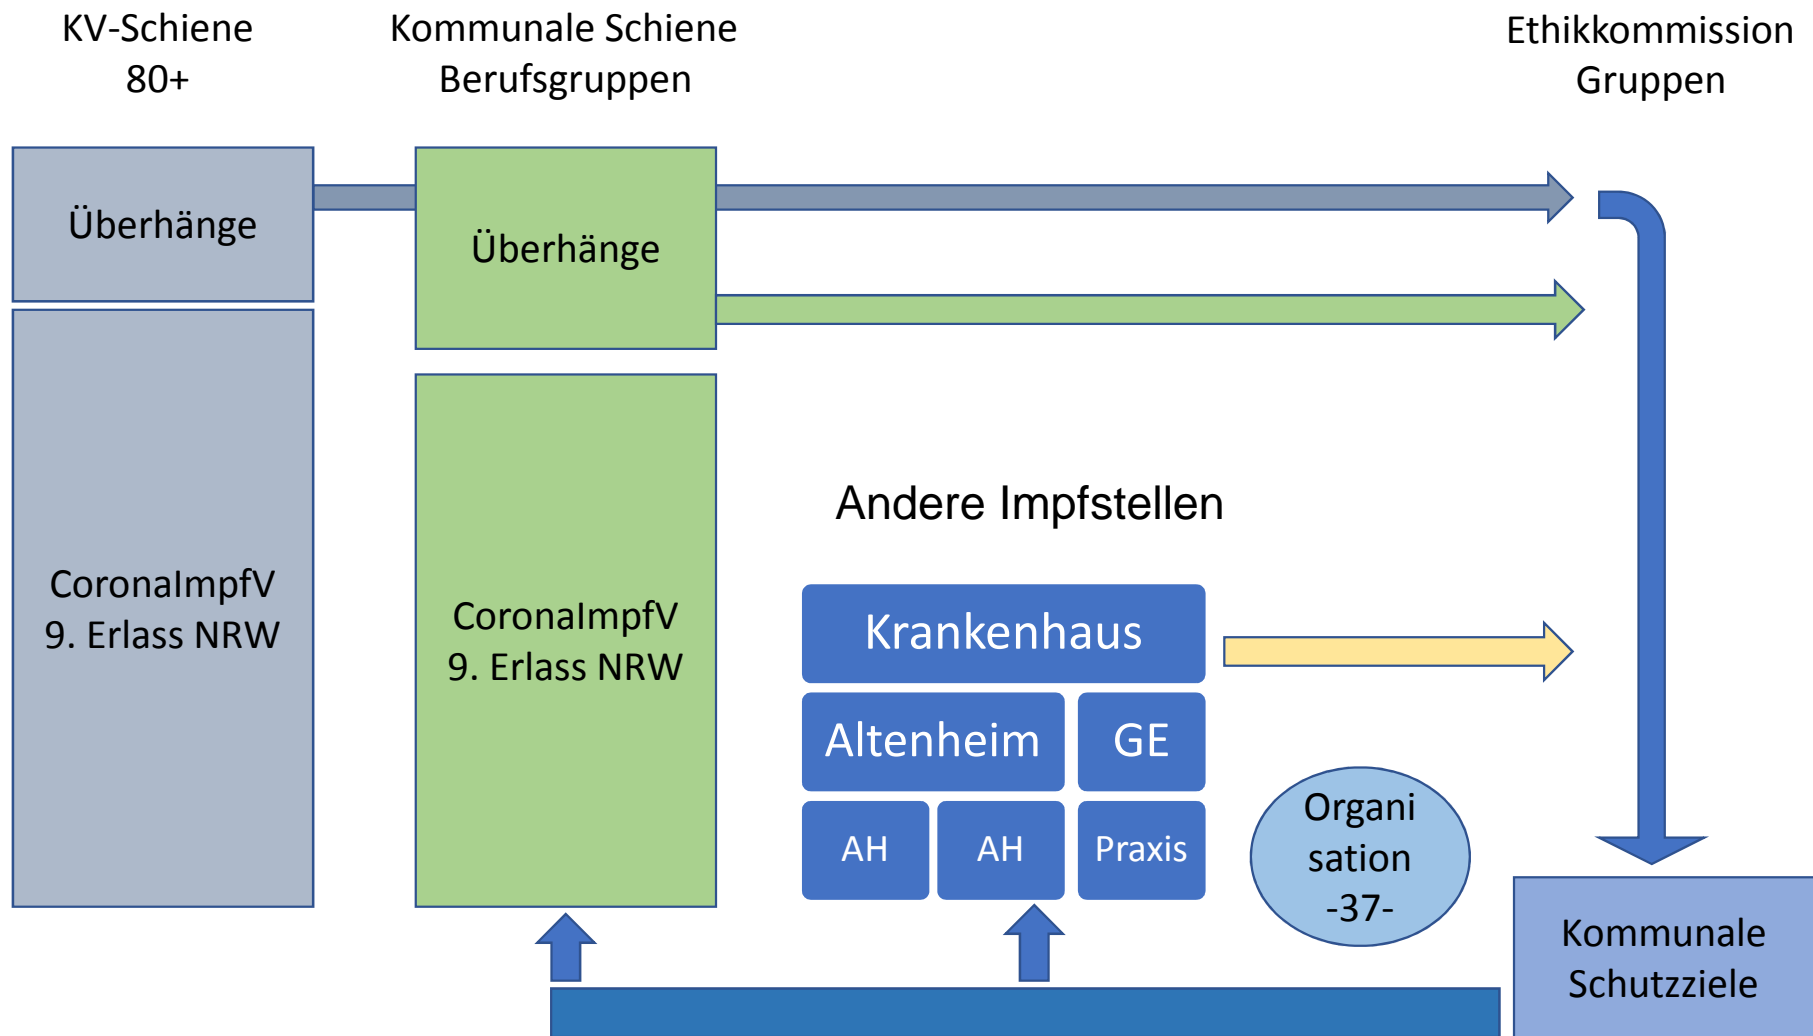 KV-Schiene
80+
Kommunale Schiene
Berufsgruppen
Ethikkommission
Gruppen
Überhänge
Überhänge
CoronaImpfV
9. Erlass NRW
CoronaImpfV
9. Erlass NRW
Andere Impfstellen
Krankenhaus
Altenheim
GE
AH
AH
Praxis
Organi
sation
-37-
Kommunale
Schutzziele